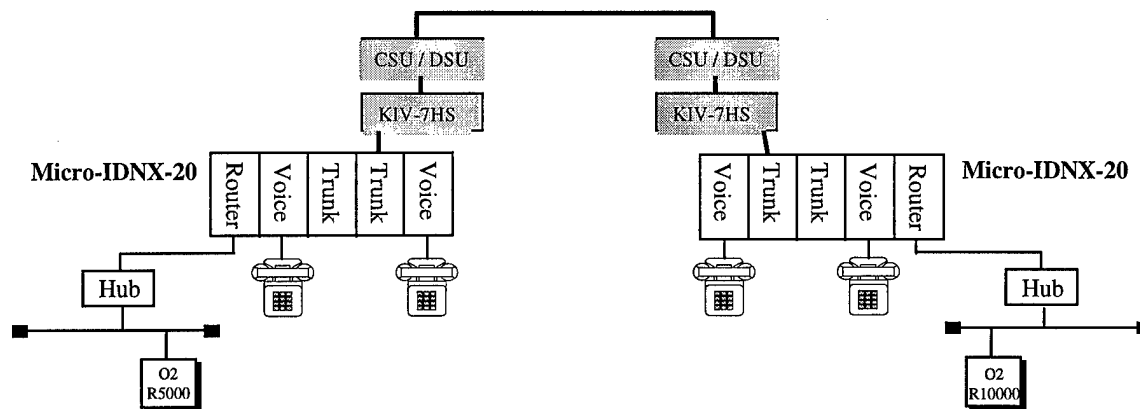 CSU / DSU
CSU / DSU
KIV-7HS
KIV-7HS
Micro-IDNX-20
Router
Voice
Trunk
Trunk
Voice
Voice
Trunk
Trunk
Voice
Router
Micro-IDNX-20
Hub
Hub
O2
R5000
O2
R10000